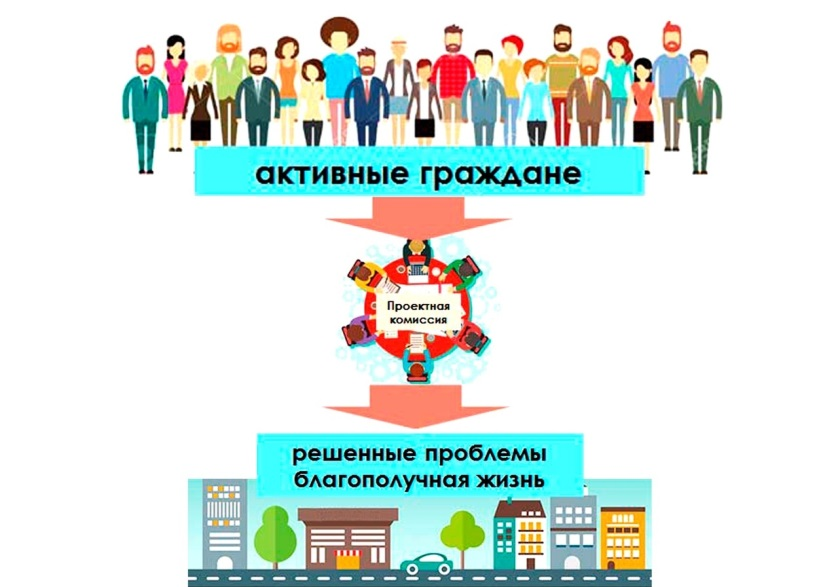 активные граждане
Проектная
комиссия
решенные проблемы
благополучная жизнь